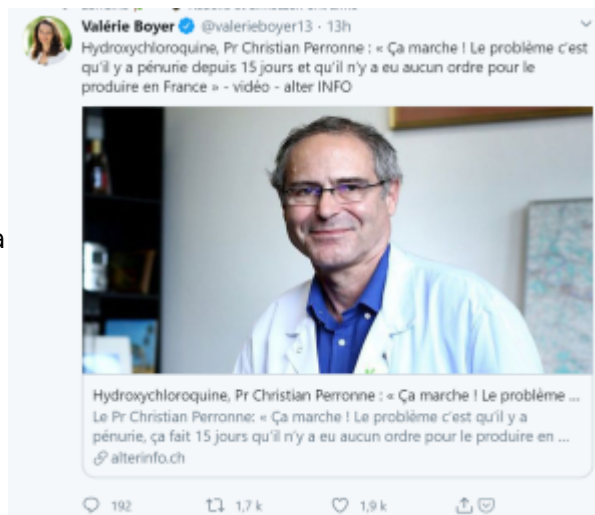 Valérie Boyer @valerieboyer13 · 13h
Hydroxychloroquine, Pr Christian Perronne : « Ça marche ! Le problème c'est
qu'il y a pénurie depuis 15 jours et qu'il n'y a eu aucun ordre pour le
produire en France » - vidéo - alter INFO
a
Hydroxychloroquine, Pr Christian Perronne : « Ça marche ! Le problème ...
Le Pr Christian Perronne: « Ça marche ! Le problème c'est qu'il y a
pénurie, ça fait 15 jours qu'il n'y a eu aucun ordre pour le produire en ...
alterinfo.ch
192 1,7 k 1,9 k